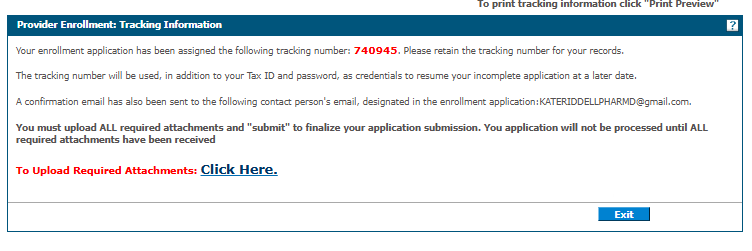 To print tracking information click "Print Preview"
Provider Enrollment: Tracking Information
?
Your enrollment application has been assigned the following tracking number: 740945. Please retain the tracking number for your records.
The tracking number will be used, in addition to your Tax ID and password, as credentials to resume your incomplete application at a later date.
A confirmation email has also been sent to the following contact person's email, designated in the enrollment application:KATERIDDELLPHARMD@gmail.com.
You must upload ALL required attachments and "submit" to finalize your application submission. You application will not be processed until ALL
required attachments have been received
To Upload Required Attachments: Click Here.
Exit